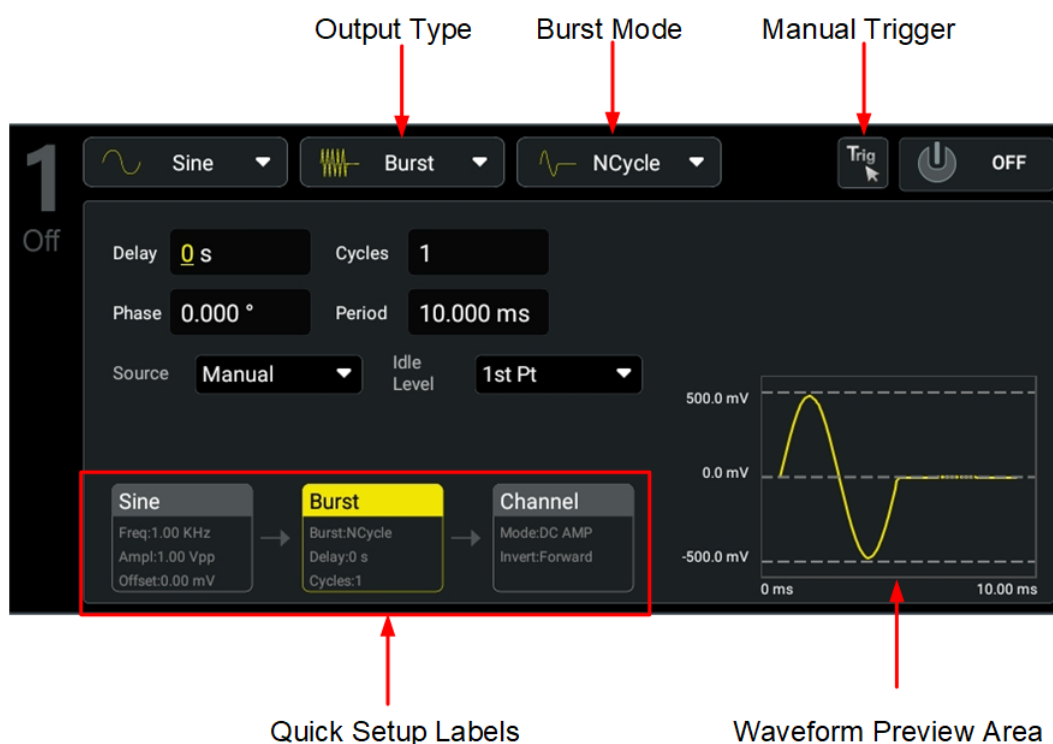 Output Type Burst Mode Manual Trigger
1 Sine Burst NCycle Trig OFF
Off
Delay 0 s Cycles 1
Phase 0.000 ° Period 10.000 ms
Source Manual Idle Level 1st Pt
500.0 mV
0.0 mV
-500.0 mV
0 ms 10.00 ms
Sine
Freq:1.00 KHz
Ampl:1.00 Vpp
Offset:0.00 mV
Burst
Burst:NCycle
Delay:0 s
Cycles:1
Channel
Mode:DC AMP
Invert:Forward
Quick Setup Labels Waveform Preview Area